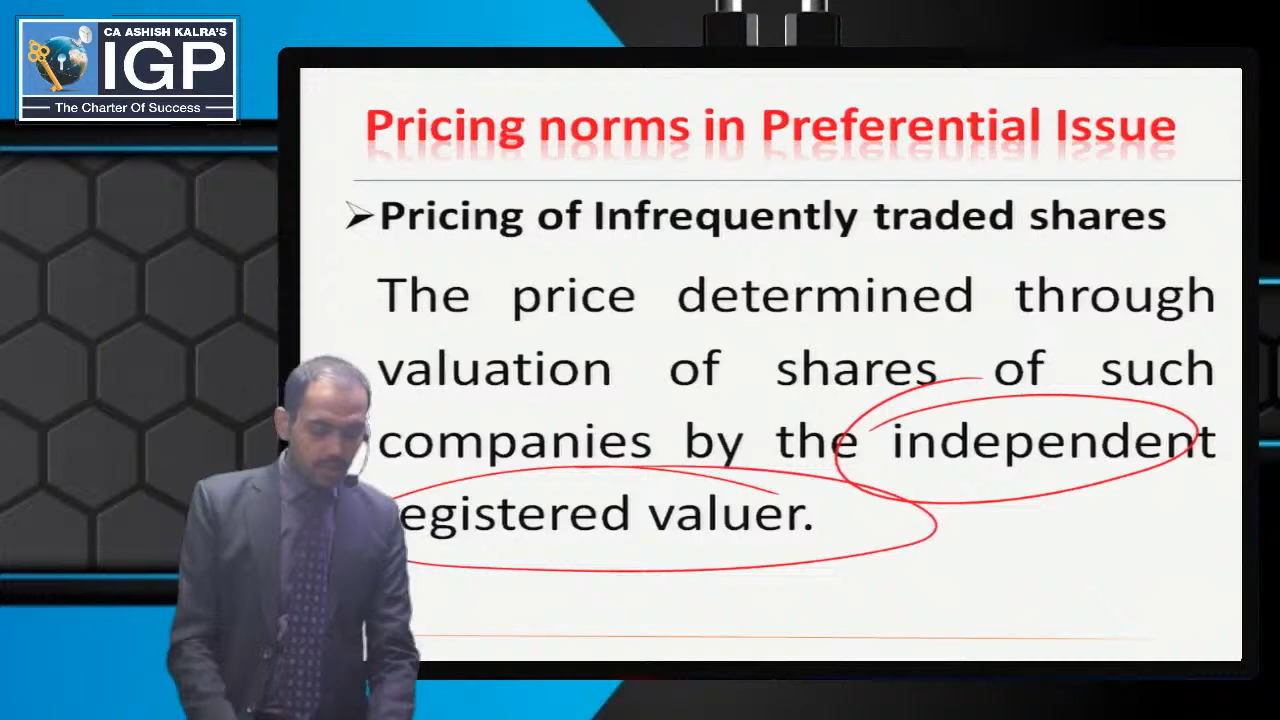 CA ASHISH KALRA'S
IGP
The Charter Of Success
Pricing norms in Preferential Issue
➢Pricing of Infrequently traded shares
The price determined through
valuation of shares of such
companies by the independent
egistered valuer.